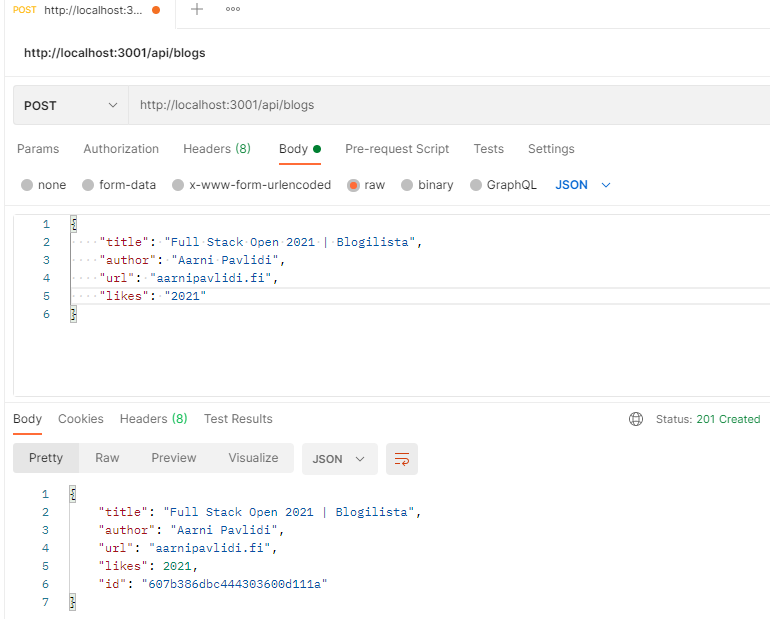 POST http://localhost:3...
http://localhost:3001/api/blogs
POST http://localhost:3001/api/blogs
Params Authorization Headers (8) Body Pre-request Script Tests Settings
none form-data x-www-form-urlencoded raw binary GraphQL JSON
1 {
2 "title": "Full Stack Open 2021 | Blogilista",
3 "author": "Aarni Pavlidi",
4 "url": "aarnipavlidi.fi",
5 "likes": "2021"
6 }
Body Cookies Headers (8) Test Results Status: 201 Created
Pretty Raw Preview Visualize JSON
1 {
2 "title": "Full Stack Open 2021 | Blogilista",
3 "author": "Aarni Pavlidi",
4 "url": "aarnipavlidi.fi",
5 "likes": 2021,
6 "id": "607b386dbc444303600d111a"
7 }